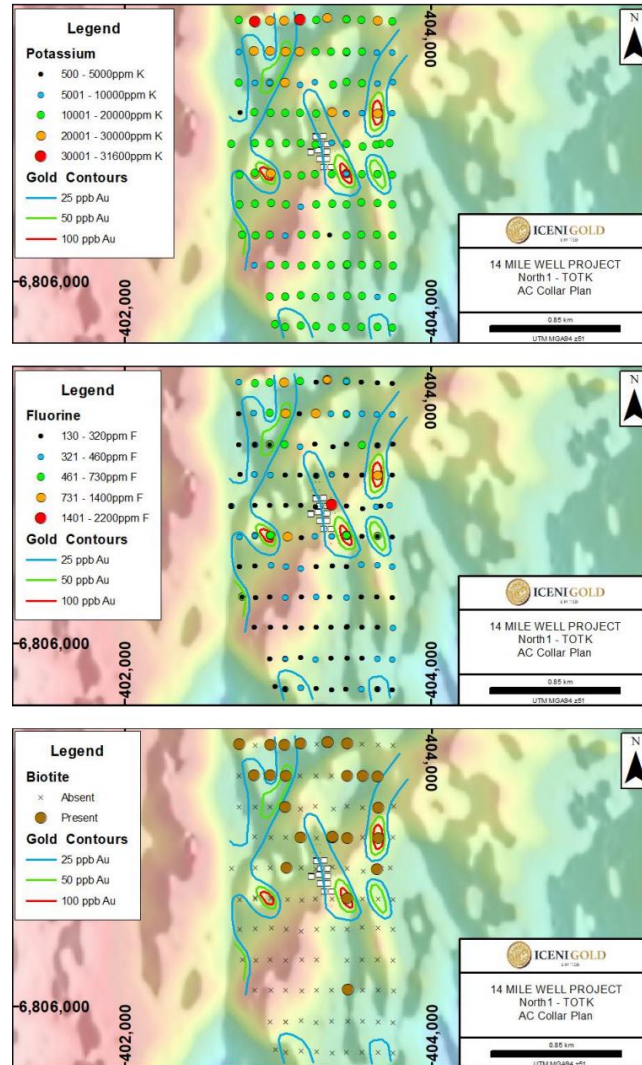 Legend
Potassium
500 - 5000ppm K
5001 - 10000ppm K
10001 - 20000ppm K
20001 - 30000ppm K
30001 - 31600ppm K
Gold Contours
25 ppb Au
50 ppb Au
100 ppb Au
6,806,000
402,000
404,000
404,000
N
ICENIGOLD
LIMITED
14 MILE WELL PROJECT
North1 - TOTK
AC Collar Plan
0.85 km
UTM MGA94 z51
Legend
Fluorine
130 - 320ppm F
321 - 460ppm F
461 - 730ppm F
731 - 1400ppm F
1401 - 2200ppm F
Gold Contours
25 ppb Au
50 ppb Au
100 ppb Au
6,806,000
402,000
404,000
404,000
N
ICENIGOLD
LIMITED
14 MILE WELL PROJECT
North1 - TOTK
AC Collar Plan
0.85 km
UTM MGA94 z51
Legend
Biotite
Absent
Present
Gold Contours
25 ppb Au
50 ppb Au
100 ppb Au
6,806,000
402,000
404,000
404,000
N
ICENIGOLD
LIMITED
14 MILE WELL PROJECT
North1 - TOTK
AC Collar Plan
0.85 km
UTM MGA94 z51